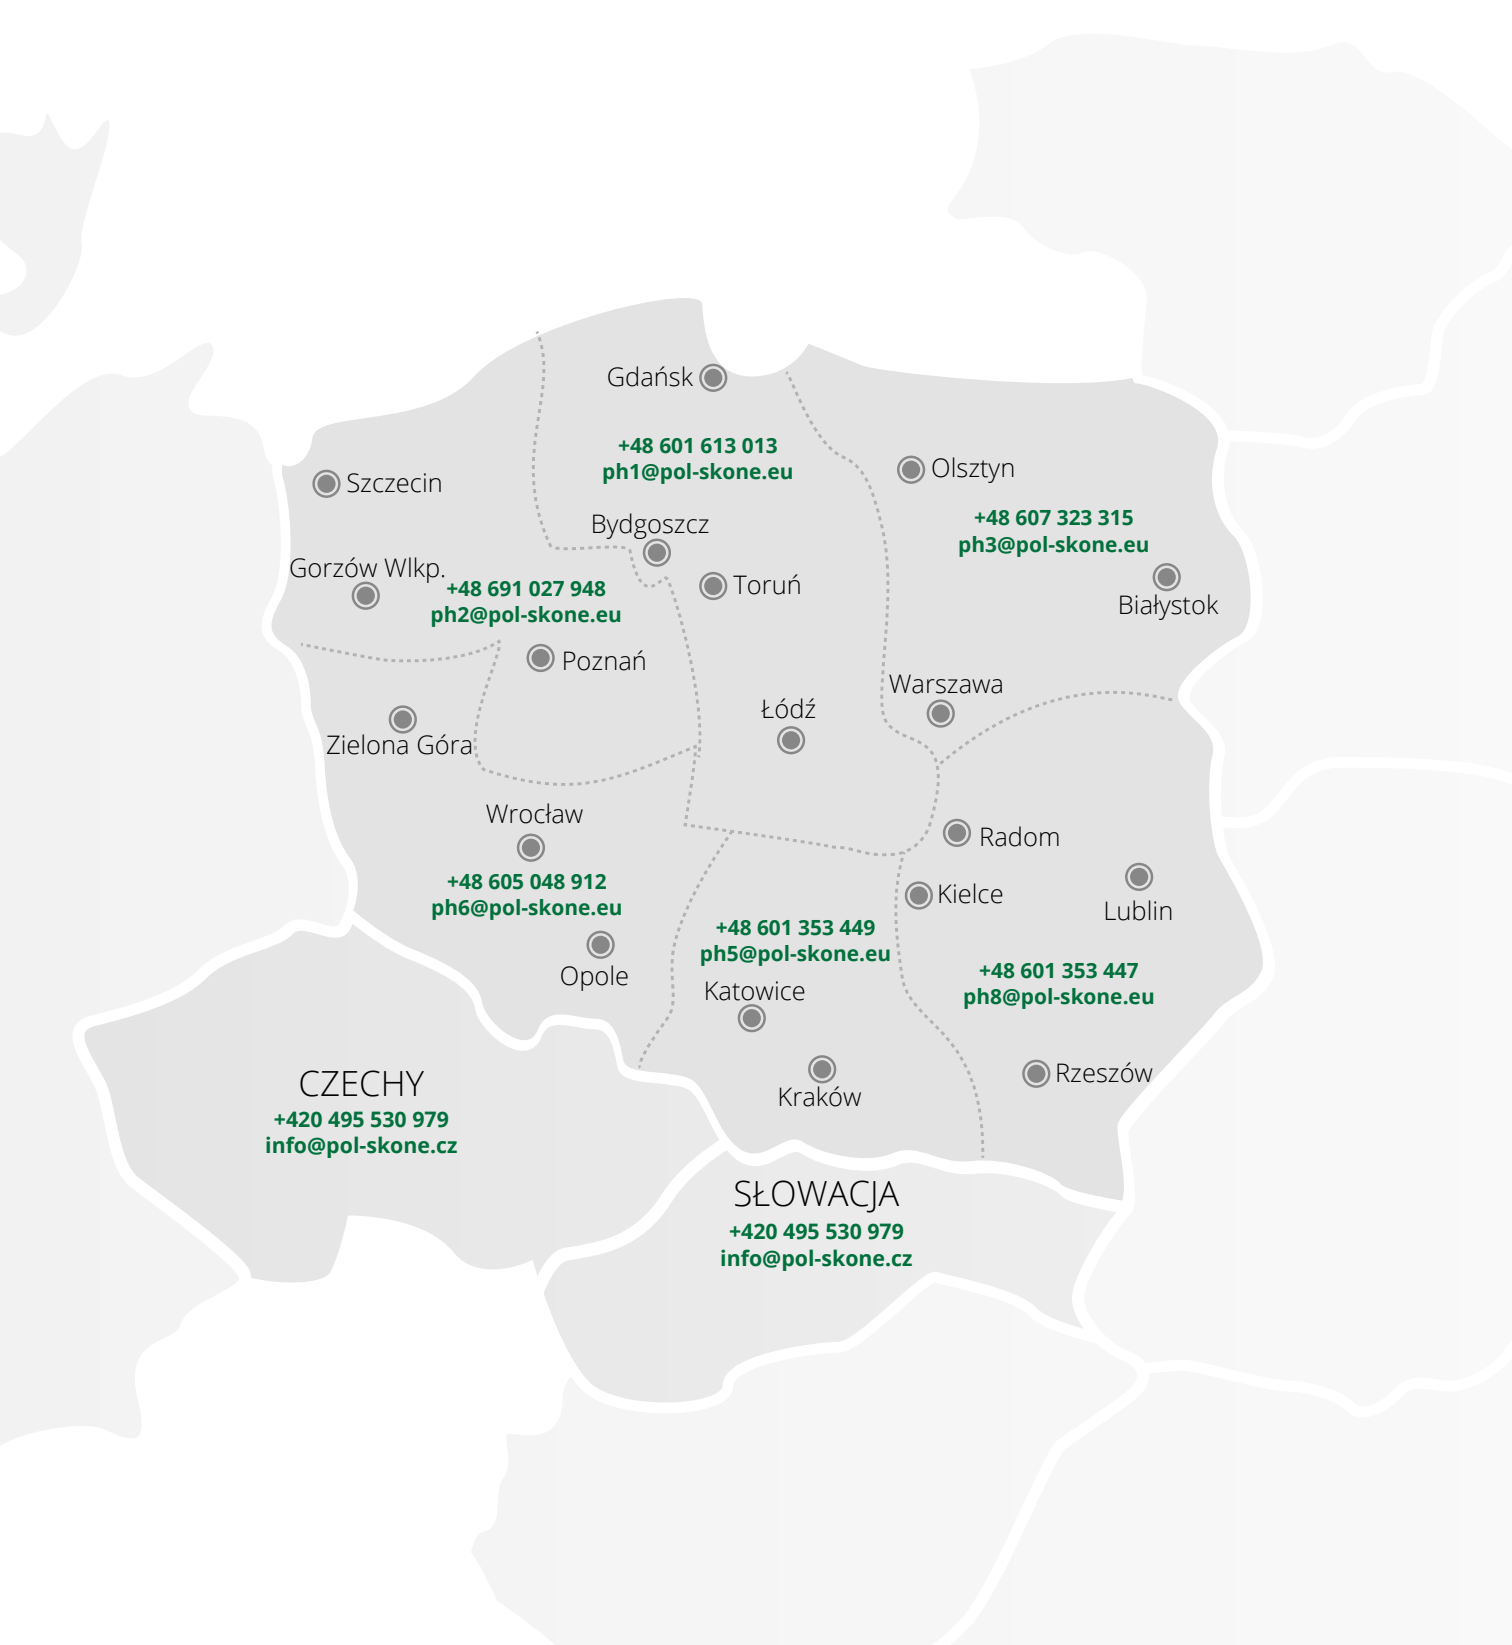 Gdańsk
+48 601 613 013
ph1@pol-skone.eu
Olsztyn
Szczecin
+48 607 323 315
ph3@pol-skone.eu
Bydgoszcz
Gorzów Wlkp.
+48 691 027 948
ph2@pol-skone.eu
Toruń
Białystok
Poznań
Warszawa
Łódź
Zielona Góra
Wrocław
Radom
+48 605 048 912
ph6@pol-skone.eu
Kielce
Lublin
+48 601 353 449
ph5@pol-skone.eu
Opole
+48 601 353 447
ph8@pol-skone.eu
Katowice
Kraków
Rzeszów
CZECHY
+420 495 530 979
info@pol-skone.cz
SŁOWACJA
+420 495 530 979
info@pol-skone.cz